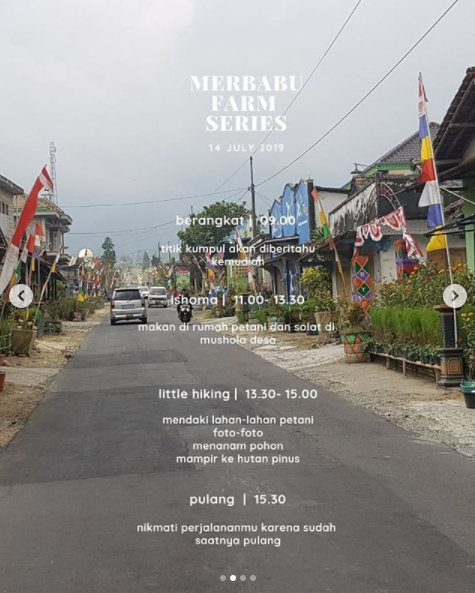 MERBABU
FARM
SERIES
14 JULY 2019
berangkat | 09.00
titik kumpul akan diberitahu
kemudian
ishoma | 11.00- 13.30
makan di rumah petani dan solat di
mushola desa
little hiking | 13.30- 15.00
mendaki lahan-lahan petani
foto-foto
menanam pohon
mampir ke hutan pinus
pulang | 15.30
nikmati perjalananmu karena sudah
saatnya pulang